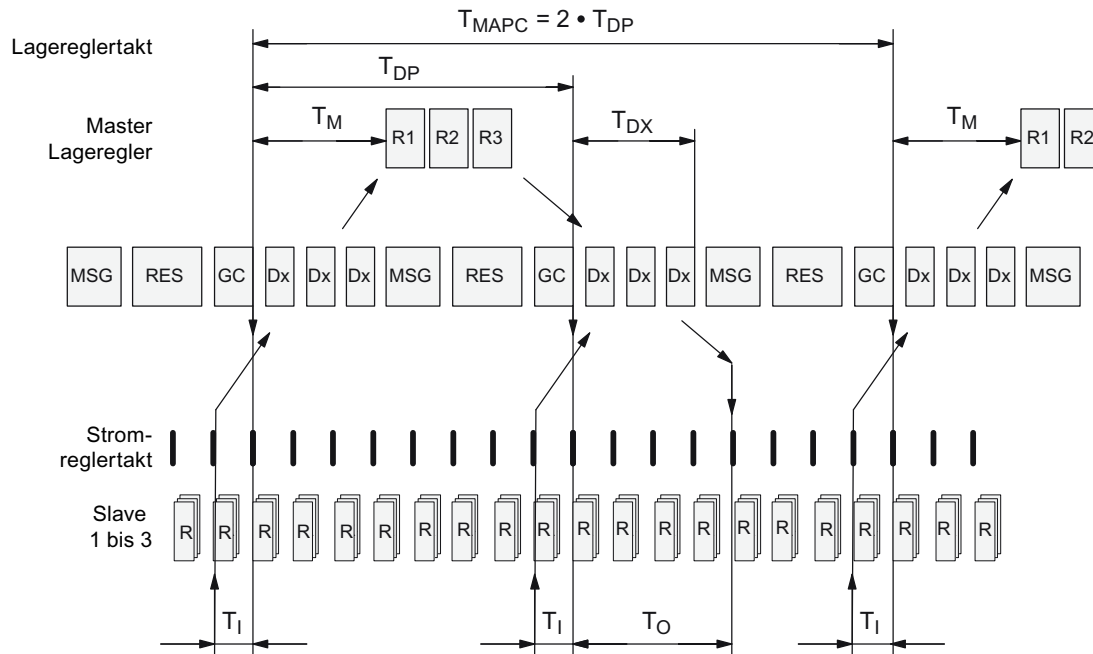 T_MAPC = 2 • T_DP
Lagereglertakt
T_DP
Master Lageregler
T_M
R1 R2 R3
T_DX
T_M
R1 R2
MSG RES GC Dx Dx Dx MSG RES GC Dx Dx Dx MSG RES GC Dx Dx Dx MSG
Strom-
reglertakt
Slave
1 bis 3
R R R R R R R R R R R R R R R R R R R R R
T_I T_I T_O T_I